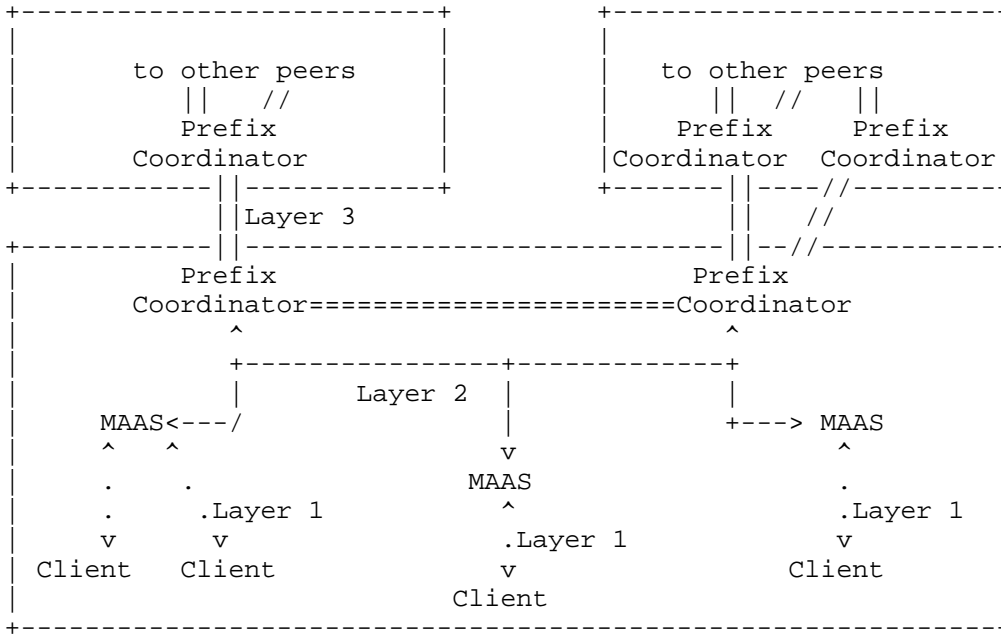 to other peers to other peers
Prefix Prefix Prefix
Coordinator Coordinator Coordinator
Layer 3
Prefix Prefix
Coordinator Coordinator
Layer 2
MAAS MAAS
MAAS
Layer 1 Layer 1
Layer 1
Client Client Client
Client